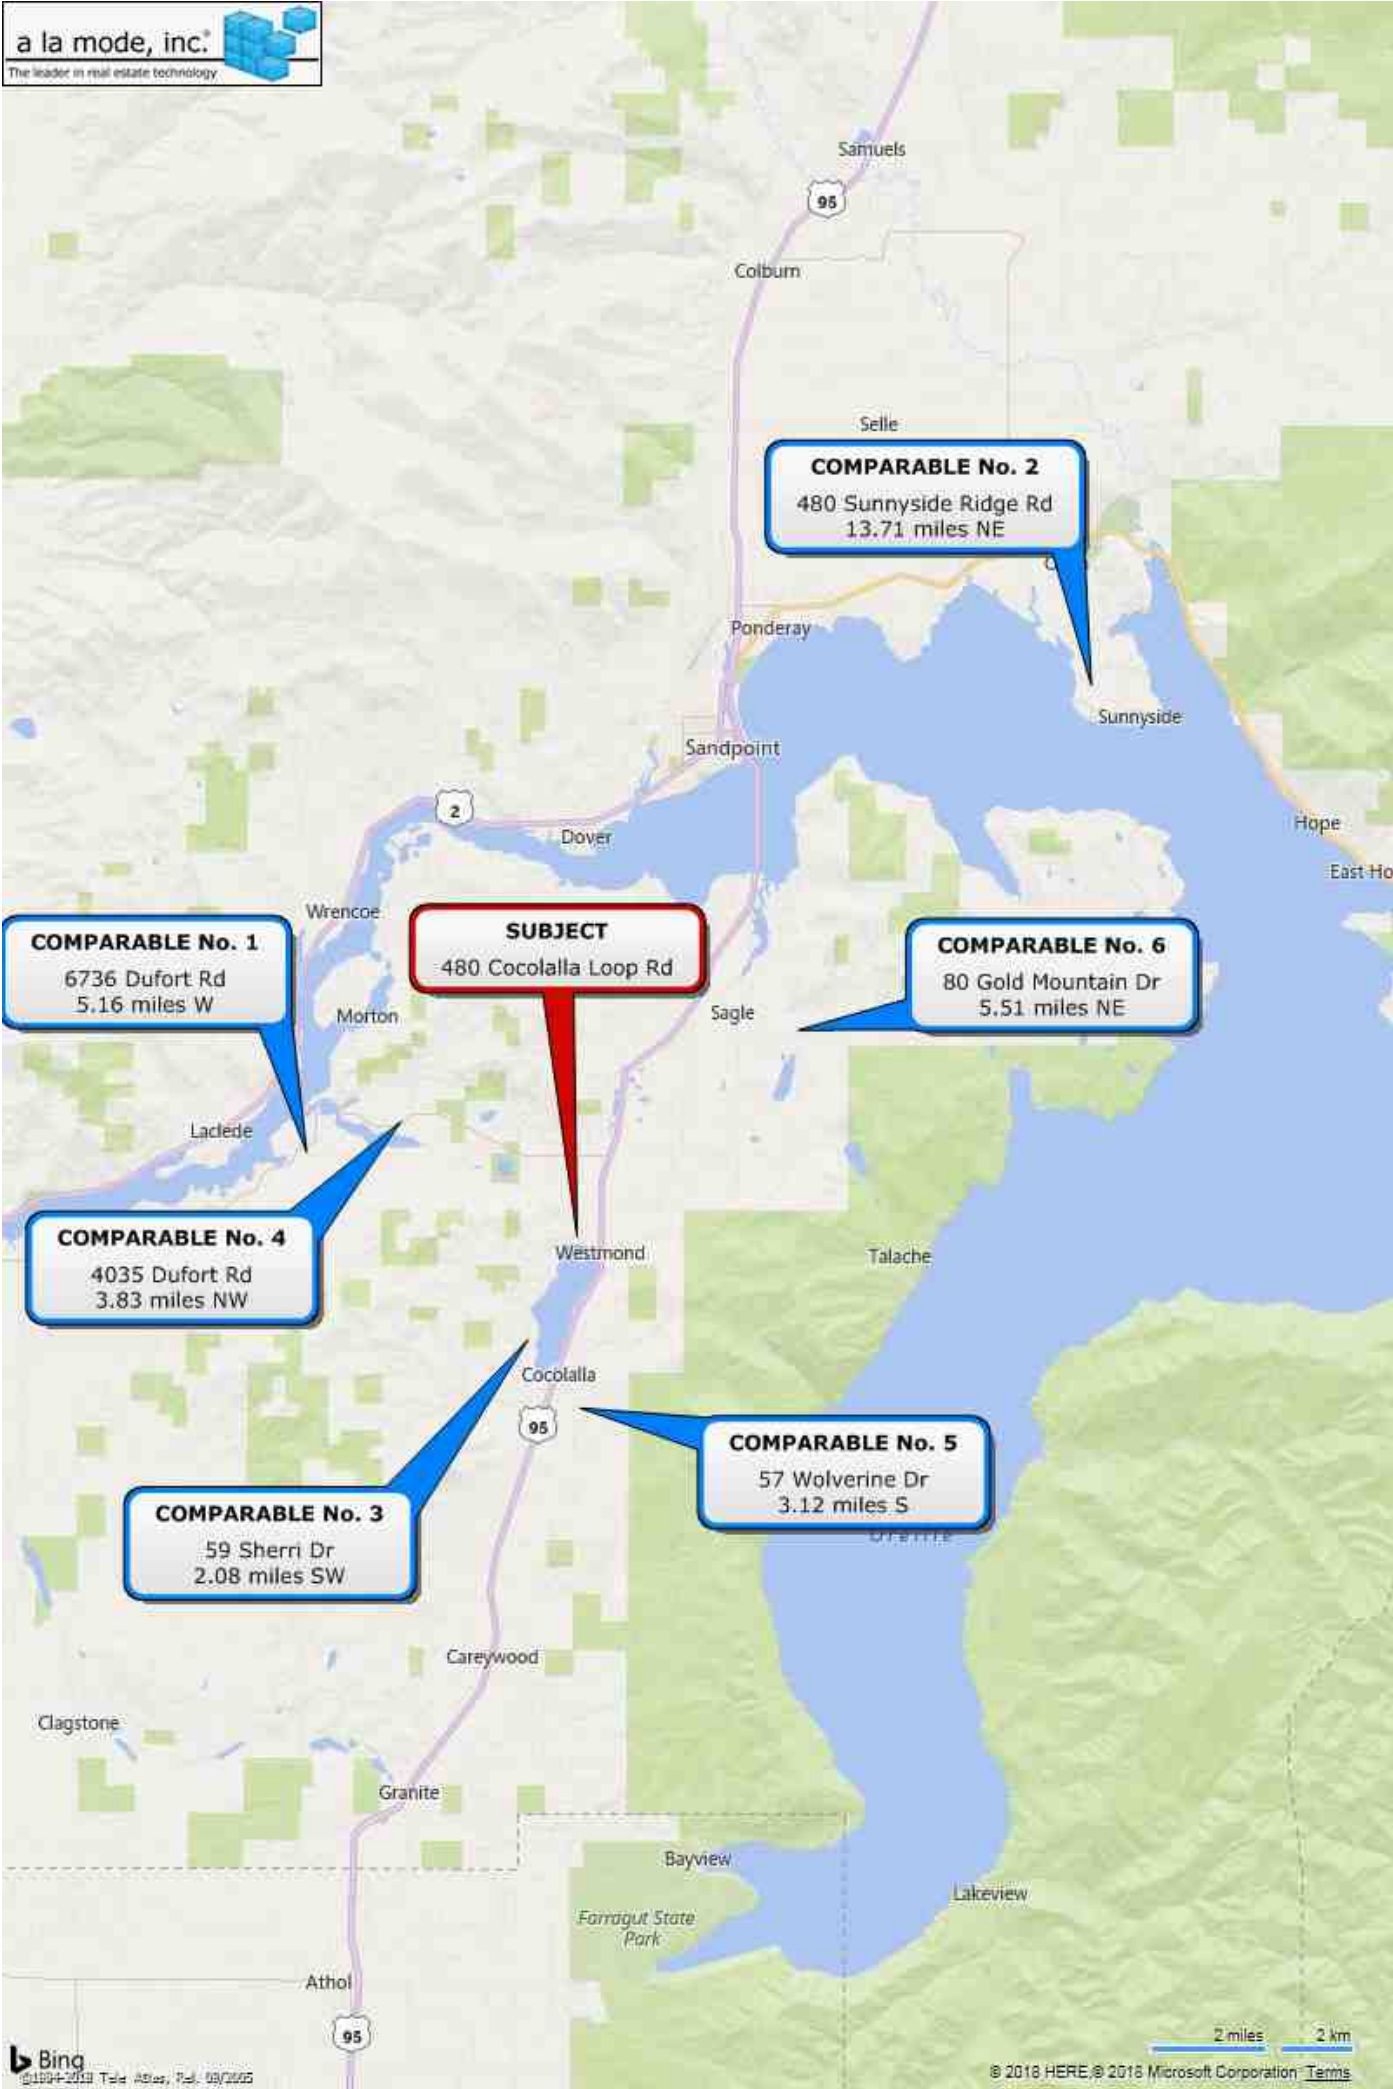 a la mode, inc.
The leader in real estate technology
Samuels
95
Colburn
Selle
COMPARABLE No. 2
480 Sunnyside Ridge Rd
13.71 miles NE
Ponderay
Sunnyside
Sandpoint
2
Dover
Hope
East Ho
Wrencoe
COMPARABLE No. 1
6736 Dufort Rd
5.16 miles W
SUBJECT
480 Cocolalla Loop Rd
COMPARABLE No. 6
80 Gold Mountain Dr
5.51 miles NE
Morton
Sagle
Laclede
COMPARABLE No. 4
4035 Dufort Rd
3.83 miles NW
Westmond
Talache
Cocolalla
95
COMPARABLE No. 5
57 Wolverine Dr
3.12 miles S
COMPARABLE No. 3
59 Sherri Dr
2.08 miles SW
Careywood
Clagstone
Granite
Bayview
Lakeview
Farragut State
Park
Athol
95
2 miles
2 km
Bing
© 2018 HERE,© 2018 Microsoft Corporation Terms